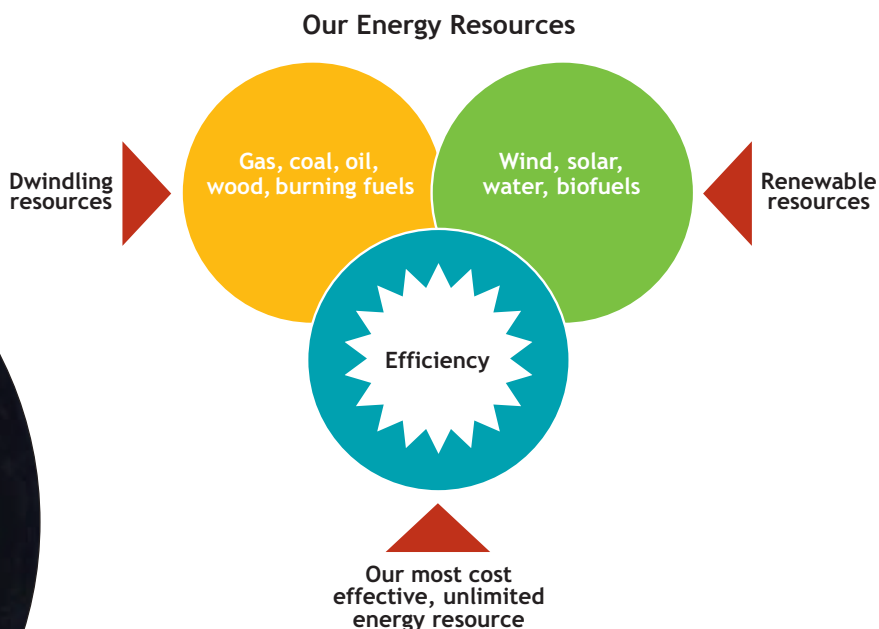 Our Energy Resources
Gas, coal, oil,
wood, burning fuels
Wind, solar,
water, biofuels
Dwindling
resources
Renewable
resources
Efficiency
Our most cost
effective, unlimited
energy resource